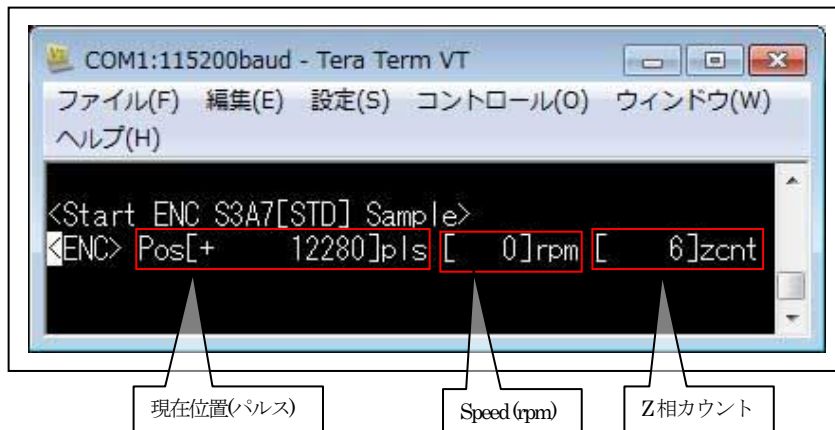 COM1:115200baud - Tera Term VT
ファイル(F) 編集(E) 設定(S) コントロール(O) ウィンドウ(W)
ヘルプ(H)
<Start ENC S3A7[STD] Sample>
<ENC> Pos[+ 12280]pls [ 0]rpm [ 6]zcnt
現在位置(パルス)
Speed (rpm)
Z相カウント